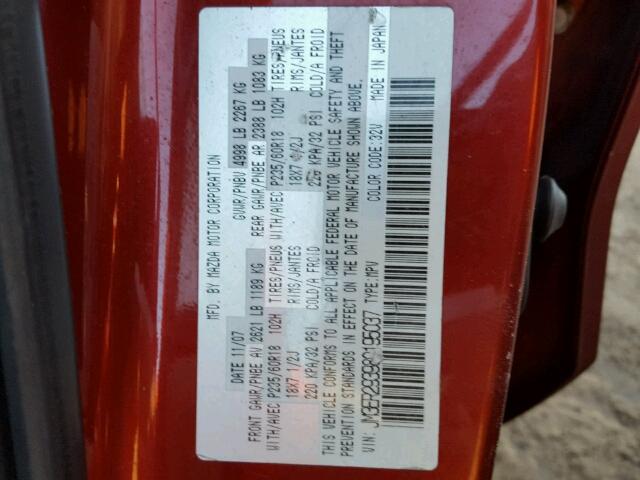 MFD. BY MAZDA MOTOR CORPORATION
DATE 11/07 GVWR/PNBV 4998 LB 2267 KG
FRONT GAWR/PNBE AV 2621 LB 1189 KG REAR GAWR/PNBE AR 2388 LB 1083 KG
WITH/AVEC P235/60R18 102H TIRES/PNEUS WITH/AVEC P235/60R18 102H TIRES/PNEUS
18X7 1/2J RIMS/JANTES 18X7 1/2J RIMS/JANTES
220 KPA/32 PSI COLD/A FROID 220 KPA/32 PSI COLD/A FROID
THIS VEHICLE CONFORMS TO ALL APPLICABLE FEDERAL MOTOR VEHICLE SAFETY AND THEFT
PREVENTION STANDARDS IN EFFECT ON THE DATE OF MANUFACTURE SHOWN ABOVE.
VIN: TYPE:MPV COLOR CODE:32V MADE IN JAPAN